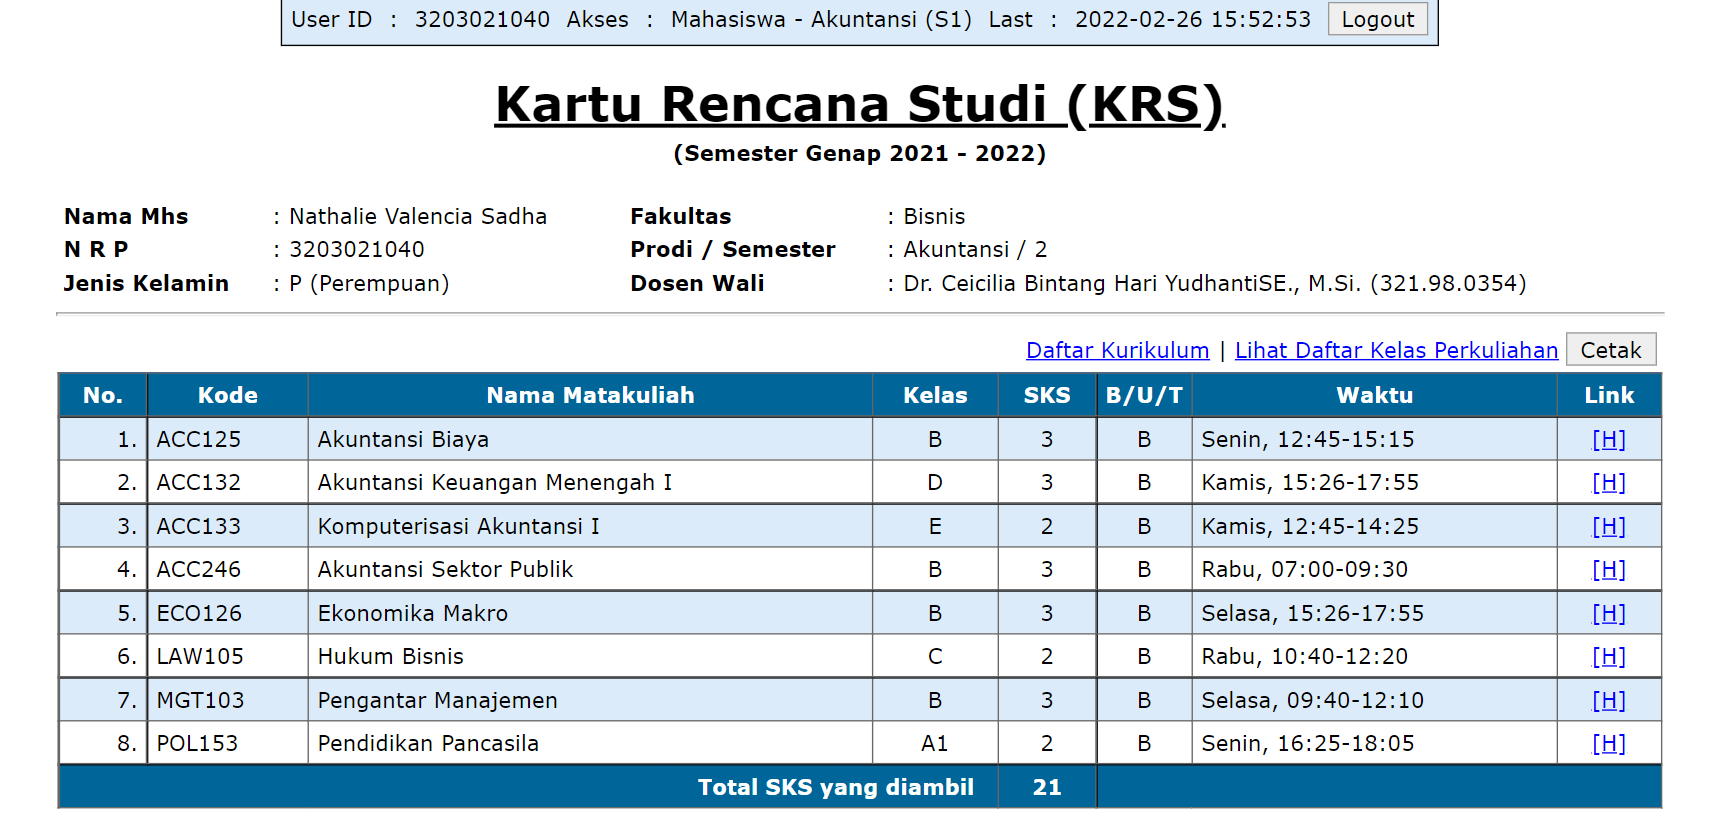 User ID : 3203021040 Akses : Mahasiswa - Akuntansi (S1) Last : 2022-02-26 15:52:53 Logout
Kartu Rencana Studi (KRS)
(Semester Genap 2021 - 2022)
Nama Mhs : Nathalie Valencia Sadha Fakultas : Bisnis
N R P : 3203021040 Prodi / Semester : Akuntansi / 2
Jenis Kelamin : P (Perempuan) Dosen Wali : Dr. Ceicilia Bintang Hari YudhantiSE., M.Si. (321.98.0354)
Daftar Kurikulum | Lihat Daftar Kelas Perkuliahan Cetak
No. Kode Nama Matakuliah Kelas SKS B/U/T Waktu Link
1. ACC125 Akuntansi Biaya B 3 B Senin, 12:45-15:15 [H]
2. ACC132 Akuntansi Keuangan Menengah I D 3 B Kamis, 15:26-17:55 [H]
3. ACC133 Komputerisasi Akuntansi I E 2 B Kamis, 12:45-14:25 [H]
4. ACC246 Akuntansi Sektor Publik B 3 B Rabu, 07:00-09:30 [H]
5. ECO126 Ekonomika Makro B 3 B Selasa, 15:26-17:55 [H]
6. LAW105 Hukum Bisnis C 2 B Rabu, 10:40-12:20 [H]
7. MGT103 Pengantar Manajemen B 3 B Selasa, 09:40-12:10 [H]
8. POL153 Pendidikan Pancasila A1 2 B Senin, 16:25-18:05 [H]
Total SKS yang diambil 21